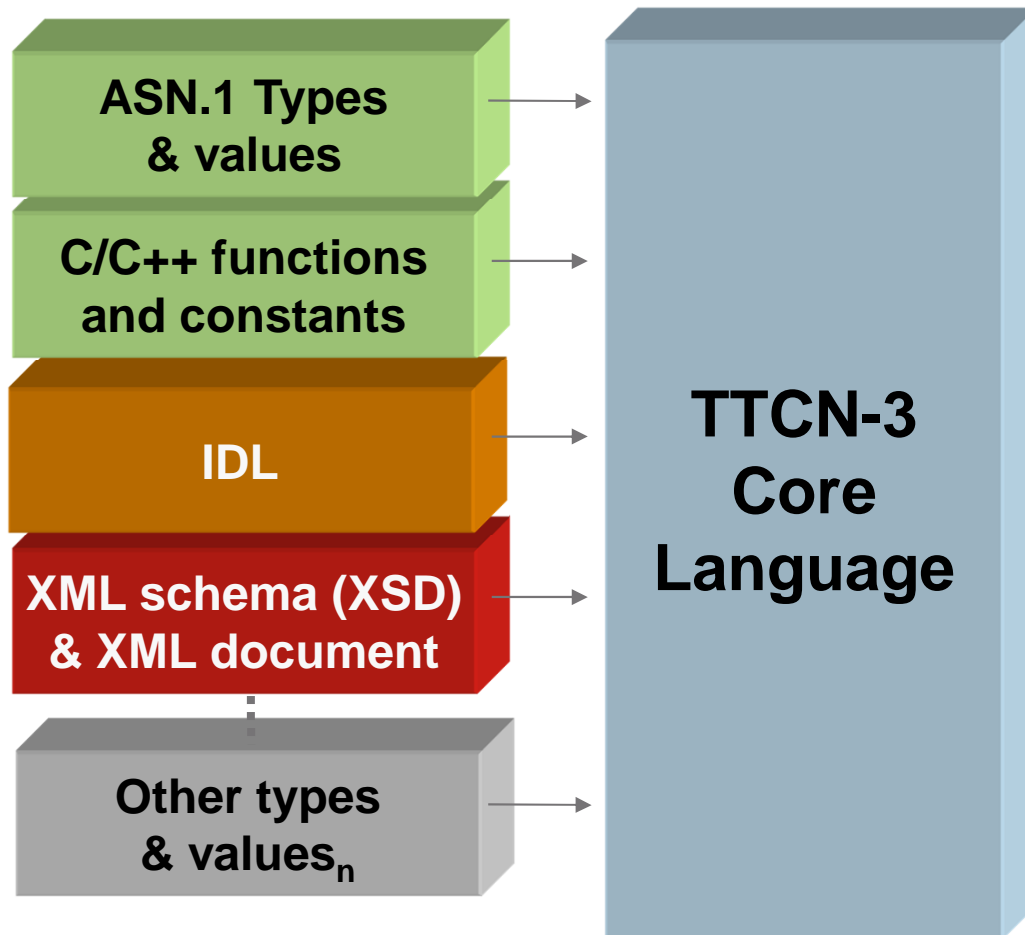 ASN.1 Types
& values
C/C++ functions
and constants
IDL
XML schema (XSD)
& XML document
Other types
& valuesn
TTCN-3
Core
Language